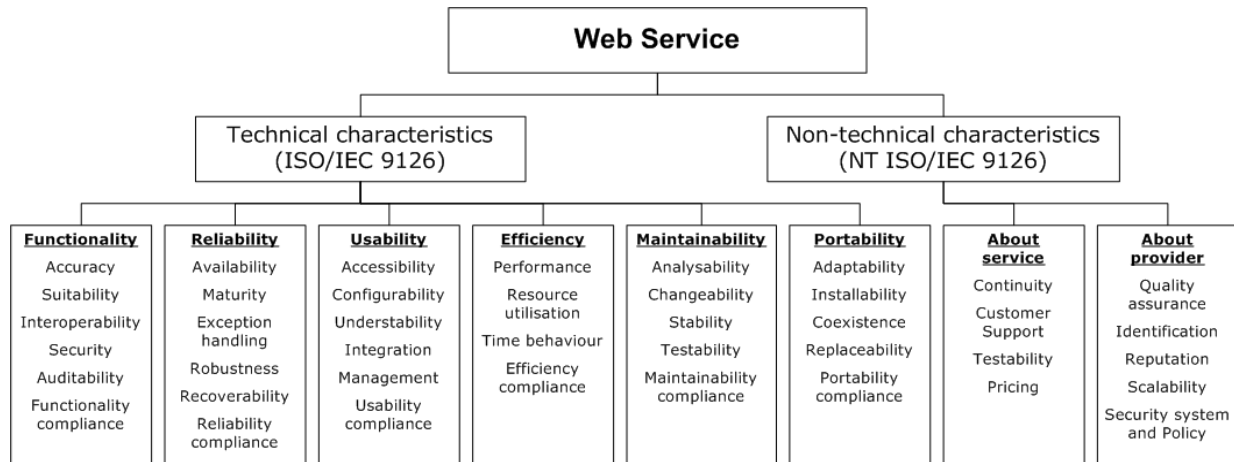 Web Service
Technical characteristics
(ISO/IEC 9126)
Non-technical characteristics
(NT ISO/IEC 9126)
Functionality
Accuracy
Suitability
Interoperability
Security
Auditability
Functionality
compliance
Reliability
Availability
Maturity
Exception
handling
Robustness
Recoverability
Reliability
compliance
Usability
Accessibility
Configurability
Understability
Integration
Management
Usability
compliance
Efficiency
Performance
Resource
utilisation
Time behaviour
Efficiency
compliance
Maintainability
Analysability
Changeability
Stability
Testability
Maintainability
compliance
Portability
Adaptability
Installability
Coexistence
Replaceability
Portability
compliance
About
service
Continuity
Customer
Support
Testability
Pricing
About
provider
Quality
assurance
Identification
Reputation
Scalability
Security system
and Policy